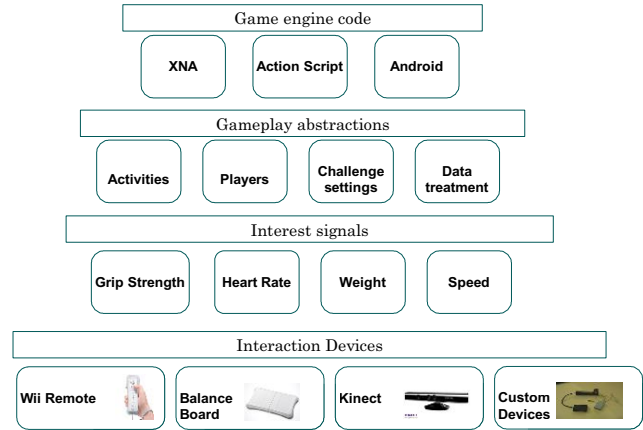 Game engine code
XNA
Action Script
Android
Gameplay abstractions
Activities
Players
Challenge
settings
Data
treatment
Interest signals
Grip Strength
Heart Rate
Weight
Speed
Interaction Devices
Wii Remote
Balance
Board
Kinect
Custom
Devices